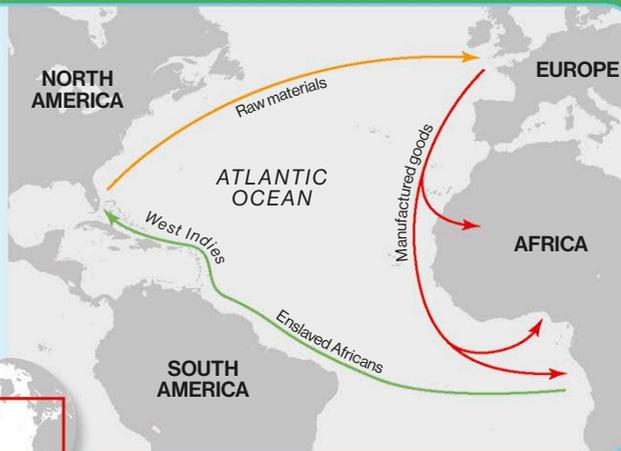 NORTH
AMERICA
EUROPE
Raw materials
ATLANTIC
OCEAN
Manufactured goods
West Indies
AFRICA
Enslaved Africans
SOUTH
AMERICA